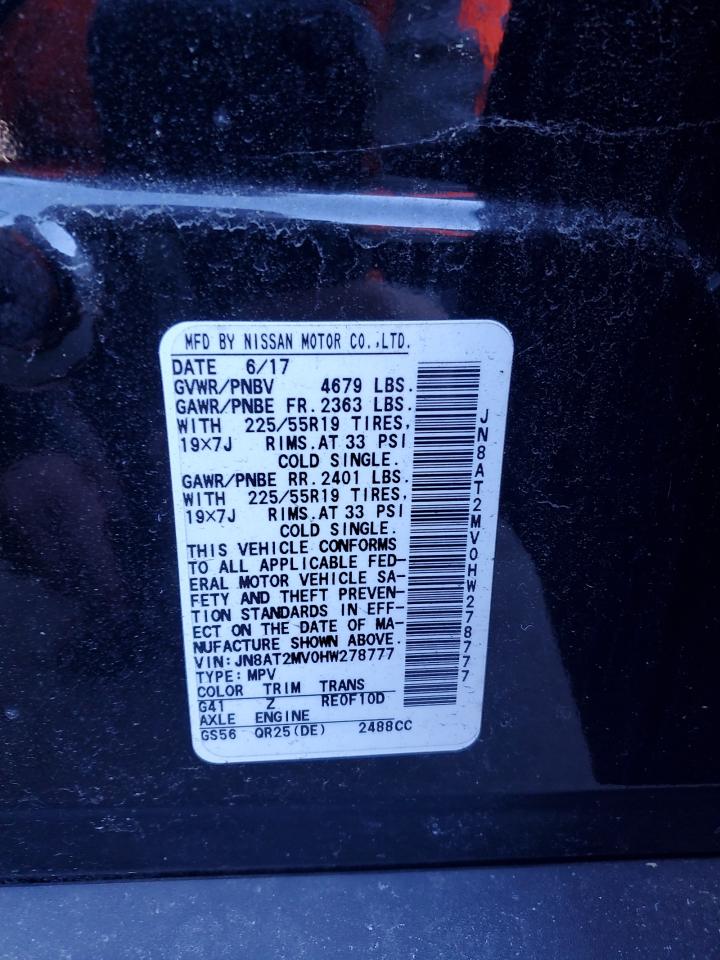 MFD BY NISSAN MOTOR CO.,LTD.
DATE 6/17
GVWR/PNBV 4679 LBS.
GAWR/PNBE FR.2363 LBS.
WITH 225/55R19 TIRES,
19×7J RIMS.AT 33 PSI
COLD SINGLE.
GAWR/PNBE RR.2401 LBS.
WITH 225/55R19 TIRES,
19×7J RIMS.AT 33 PSI
COLD SINGLE.
THIS VEHICLE CONFORMS
TO ALL APPLICABLE FED-
ERAL MOTOR VEHICLE SA-
FETY AND THEFT PREVEN-
TION STANDARDS IN EFF-
ECT ON THE DATE OF MA-
NUFACTURE SHOWN ABOVE.
VIN:JN8AT2MV0HW278777
TYPE:MPV
COLOR TRIM TRANS
G41 Z RE0F10D
AXLE ENGINE
GS56 QR25(DE) 2488CC
JN8AT2MV0HW278777